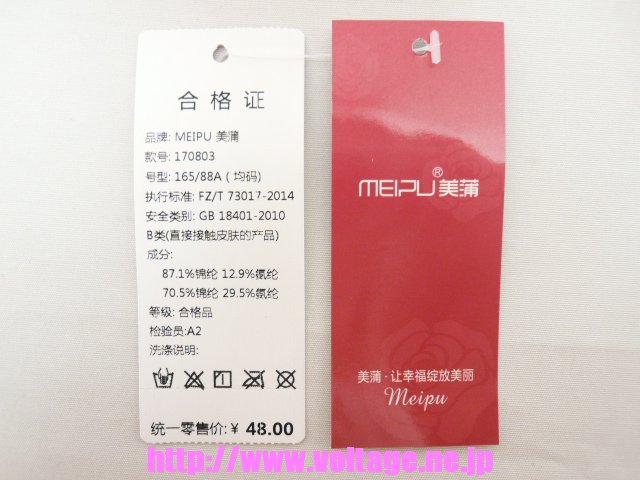 合格证
品牌: MEIPU 美蒲
款号: 170803
号型: 165/88A ( 均码)
执行标准: FZ/T 73017-2014
安全类别: GB 18401-2010
B类(直接接触皮肤的产品)
成分:
87.1%锦纶 12.9%氨纶
70.5%锦纶 29.5%氨纶
等级: 合格品
检验员:A2
洗涤说明:
统一零售价: ¥ 48.00
MEIPU®美蒲
美蒲·让幸福绽放美丽
Meipu
http://www.voltage.ne.jp